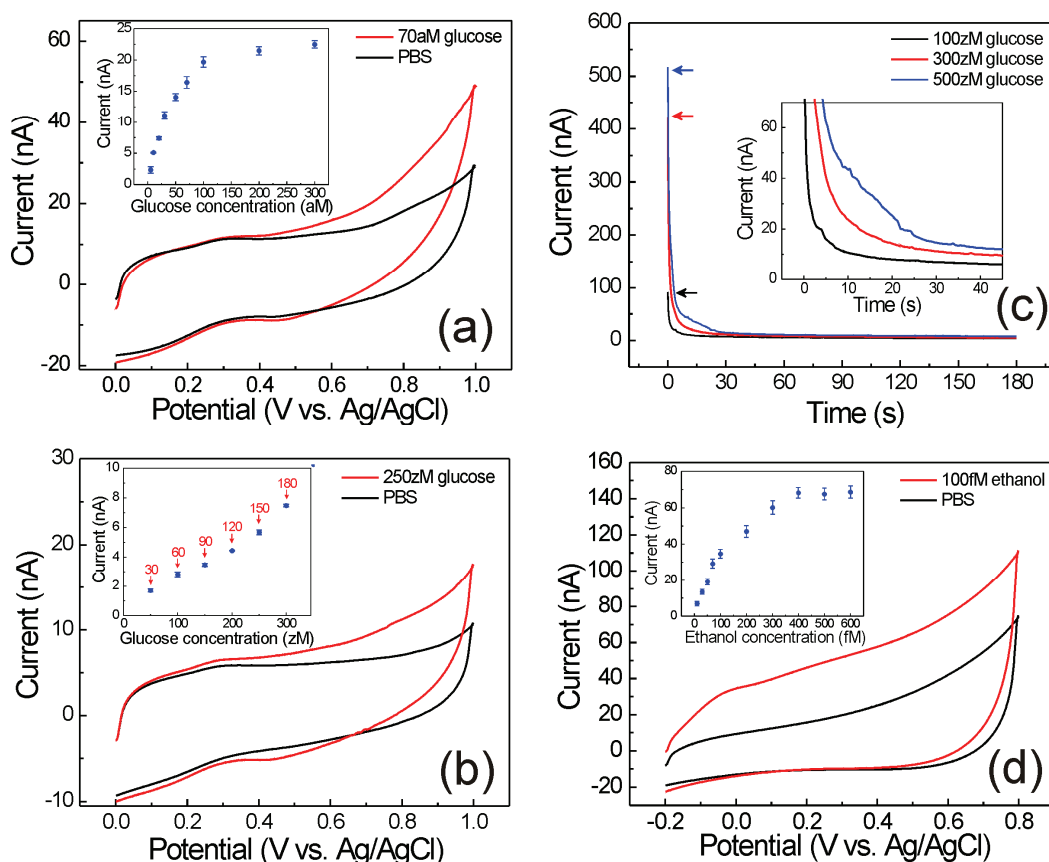 70aM glucose
PBS
Current (nA)
25
20
15
10
5
0
0 50 100 150 200 250 300
Glucose concentration (aM)
Current (nA)
60
40
20
0
-20
0.0 0.2 0.4 0.6 0.8 1.0
Potential (V vs. Ag/AgCl)
(a)
100zM glucose
300zM glucose
500zM glucose
Current (nA)
60
40
20
0
0 10 20 30 40
Time (s)
Current (nA)
600
500
400
300
200
100
0
0 30 60 90 120 150 180
Time (s)
(c)
250zM glucose
PBS
Current (nA)
10
8
6
4
2
0
30
60
90
120
150
180
0 50 100 150 200 250 300
Glucose concentration (zM)
Current (nA)
30
20
10
0
-10
0.0 0.2 0.4 0.6 0.8 1.0
Potential (V vs. Ag/AgCl)
(b)
100fM ethanol
PBS
Current (nA)
80
60
40
20
0
0 100 200 300 400 500 600
Ethanol concentration (fM)
Current (nA)
160
140
120
100
80
60
40
20
0
-20
-40
-0.2 0.0 0.2 0.4 0.6 0.8
Potential (V vs. Ag/AgCl)
(d)